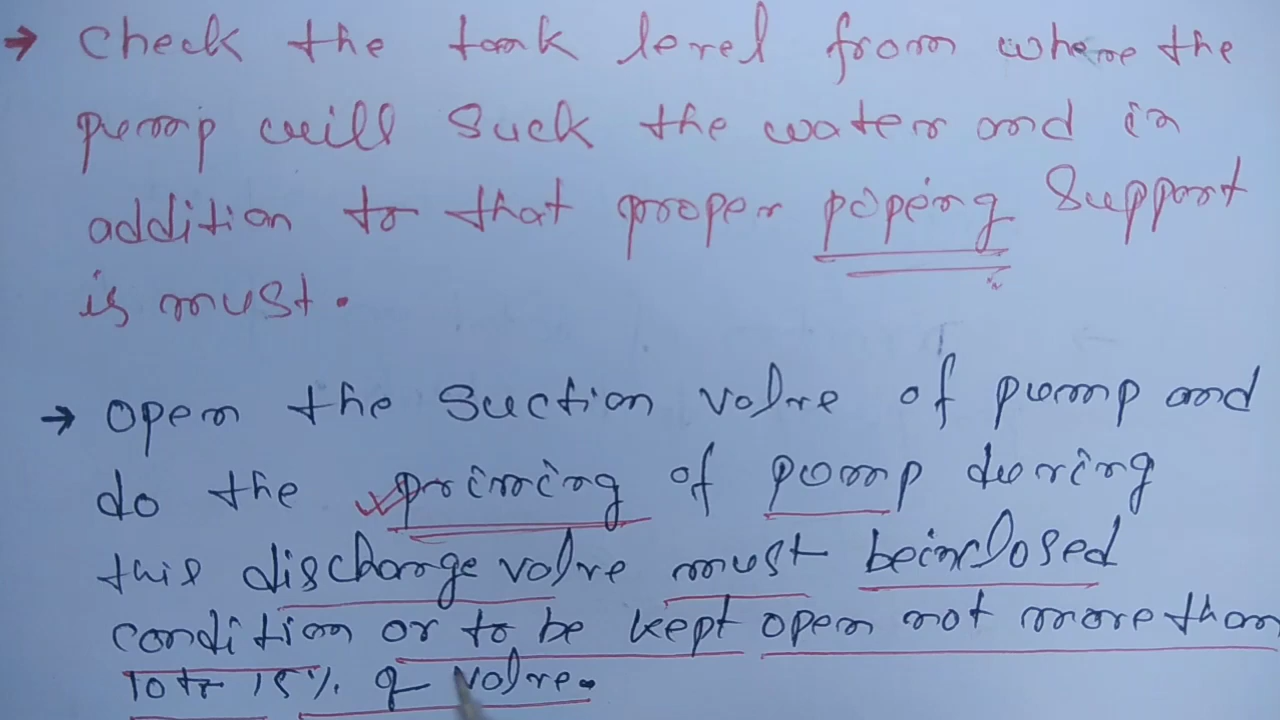 → Check the tank level from where the
pump will suck the water and in
addition to that proper pipeing Support
is must.
→ Open the Suction valve of pump and
do the priming of pump during
this discharge valve must be in closed
condition or to be kept open not more than
10 to 15% of valve.